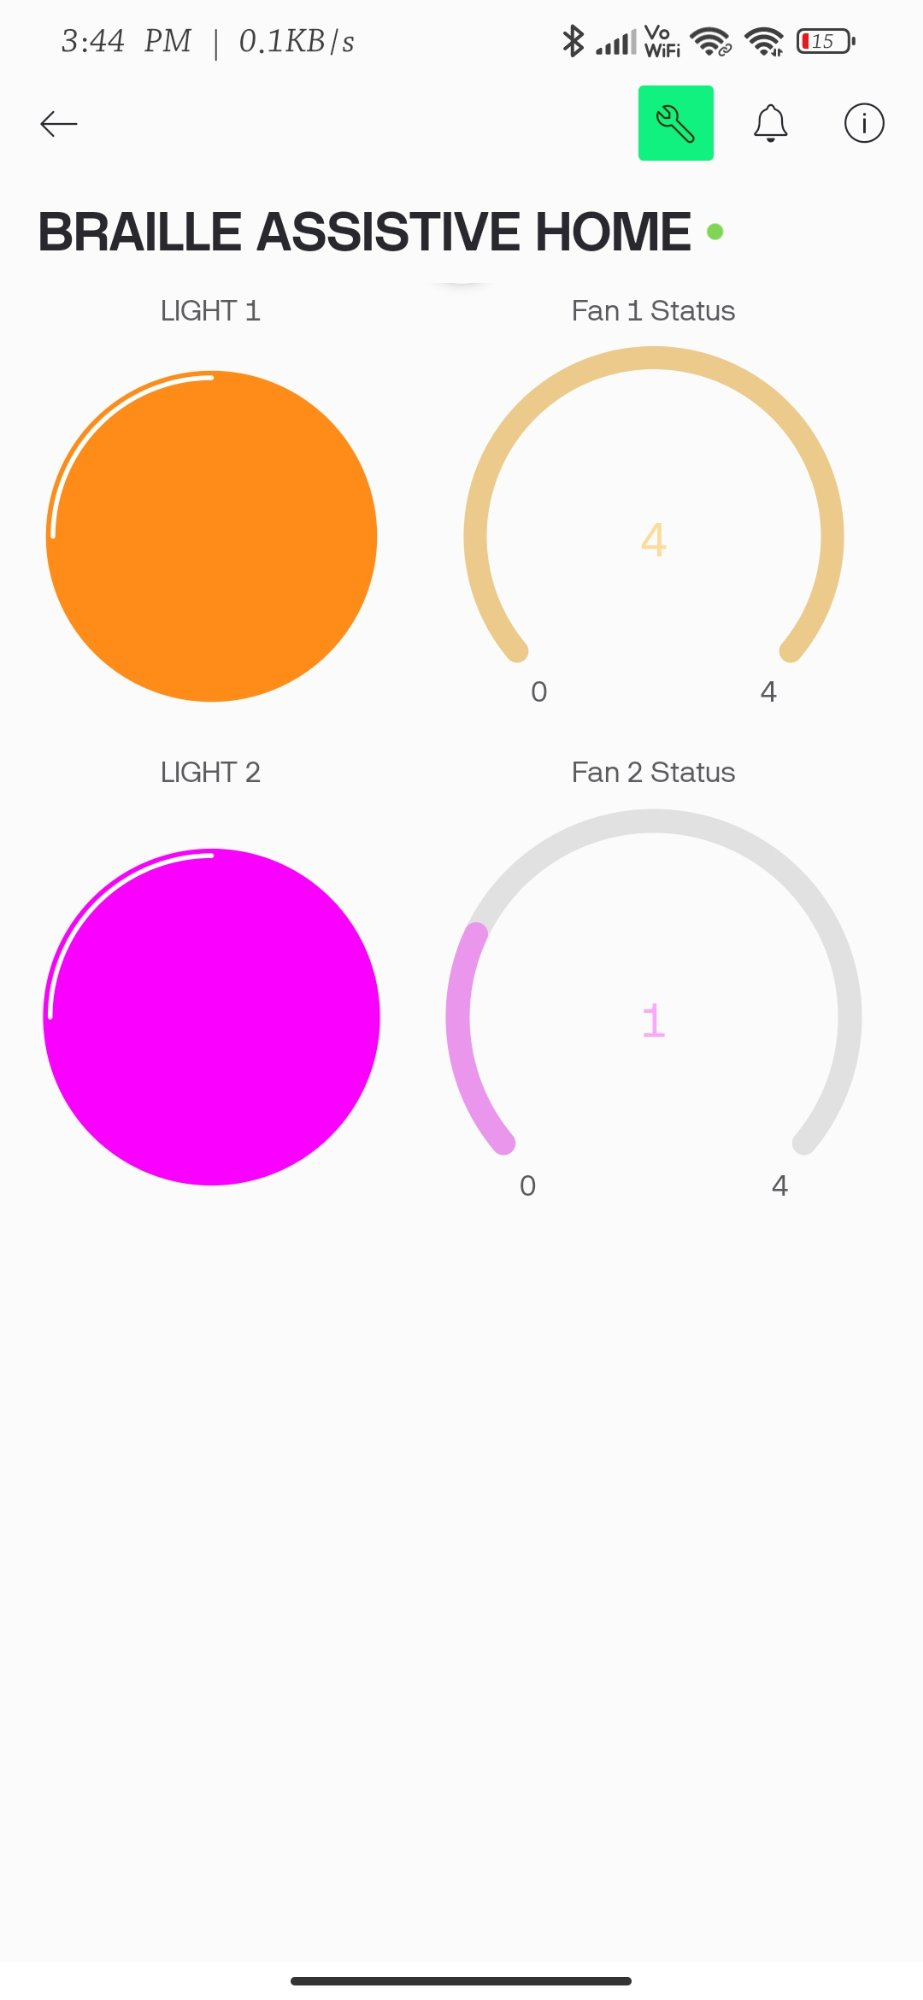 3:44 PM | 0.1KB/s Vo WiFi 15
BRAILLE ASSISTIVE HOME
LIGHT 1 Fan 1 Status
4
0 4
LIGHT 2 Fan 2 Status
1
0 4